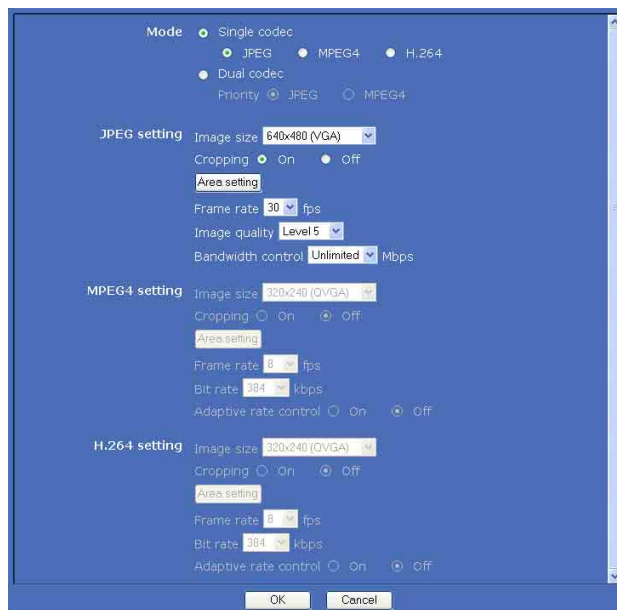 Mode Single codec
JPEG MPEG4 H.264
Dual codec
Priority JPEG MPEG4
JPEG setting Image size 640x480 (VGA)
Cropping On Off
Area setting
Frame rate 30 fps
Image quality Level 5
Bandwidth control Unlimited Mbps
MPEG4 setting Image size 320x240 (QVGA)
Cropping On Off
Area setting
Frame rate 8 fps
Bit rate 384 kbps
Adaptive rate control On Off
H.264 setting Image size 320x240 (QVGA)
Cropping On Off
Area setting
Frame rate 8 fps
Bit rate 384 kbps
Adaptive rate control On Off
OK Cancel